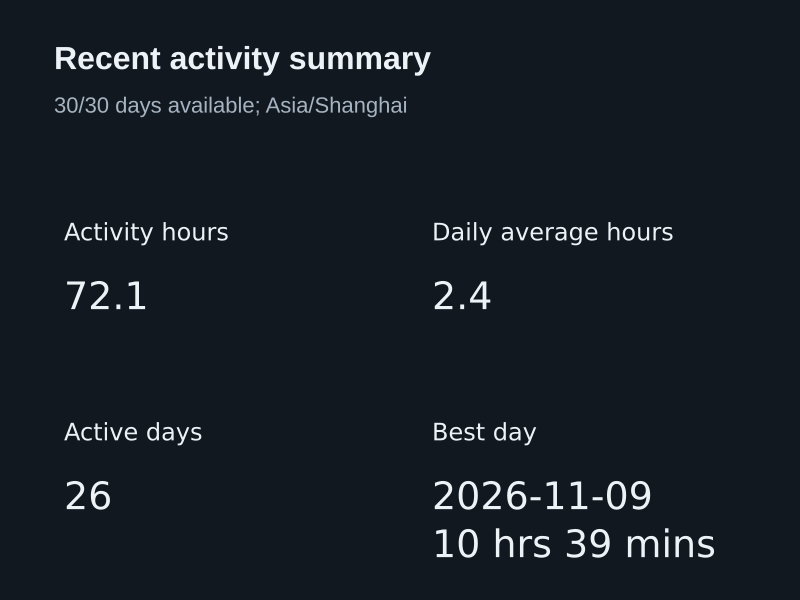 Recent activity summary
30/30 days available; Asia/Shanghai
Activity hours
72.1
Daily average hours
2.4
Active days
26
Best day
2026-11-09
10 hrs 39 mins